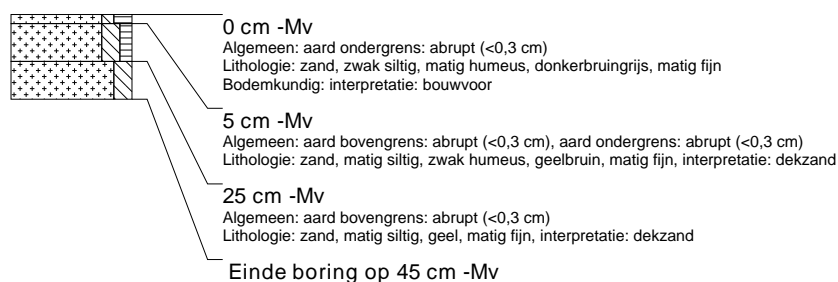 0 cm -Mv
Algemeen: aard ondergrens: abrupt (<0,3 cm)
Lithologie: zand, zwak siltig, matig humeus, donkerbruingrijs, matig fijn
Bodemkundig: interpretatie: bouwvoor
5 cm -Mv
Algemeen: aard bovengrens: abrupt (<0,3 cm), aard ondergrens: abrupt (<0,3 cm)
Lithologie: zand, matig siltig, zwak humeus, geelbruin, matig fijn, interpretatie: dekzand
25 cm -Mv
Algemeen: aard bovengrens: abrupt (<0,3 cm)
Lithologie: zand, matig siltig, geel, matig fijn, interpretatie: dekzand
Einde boring op 45 cm -Mv